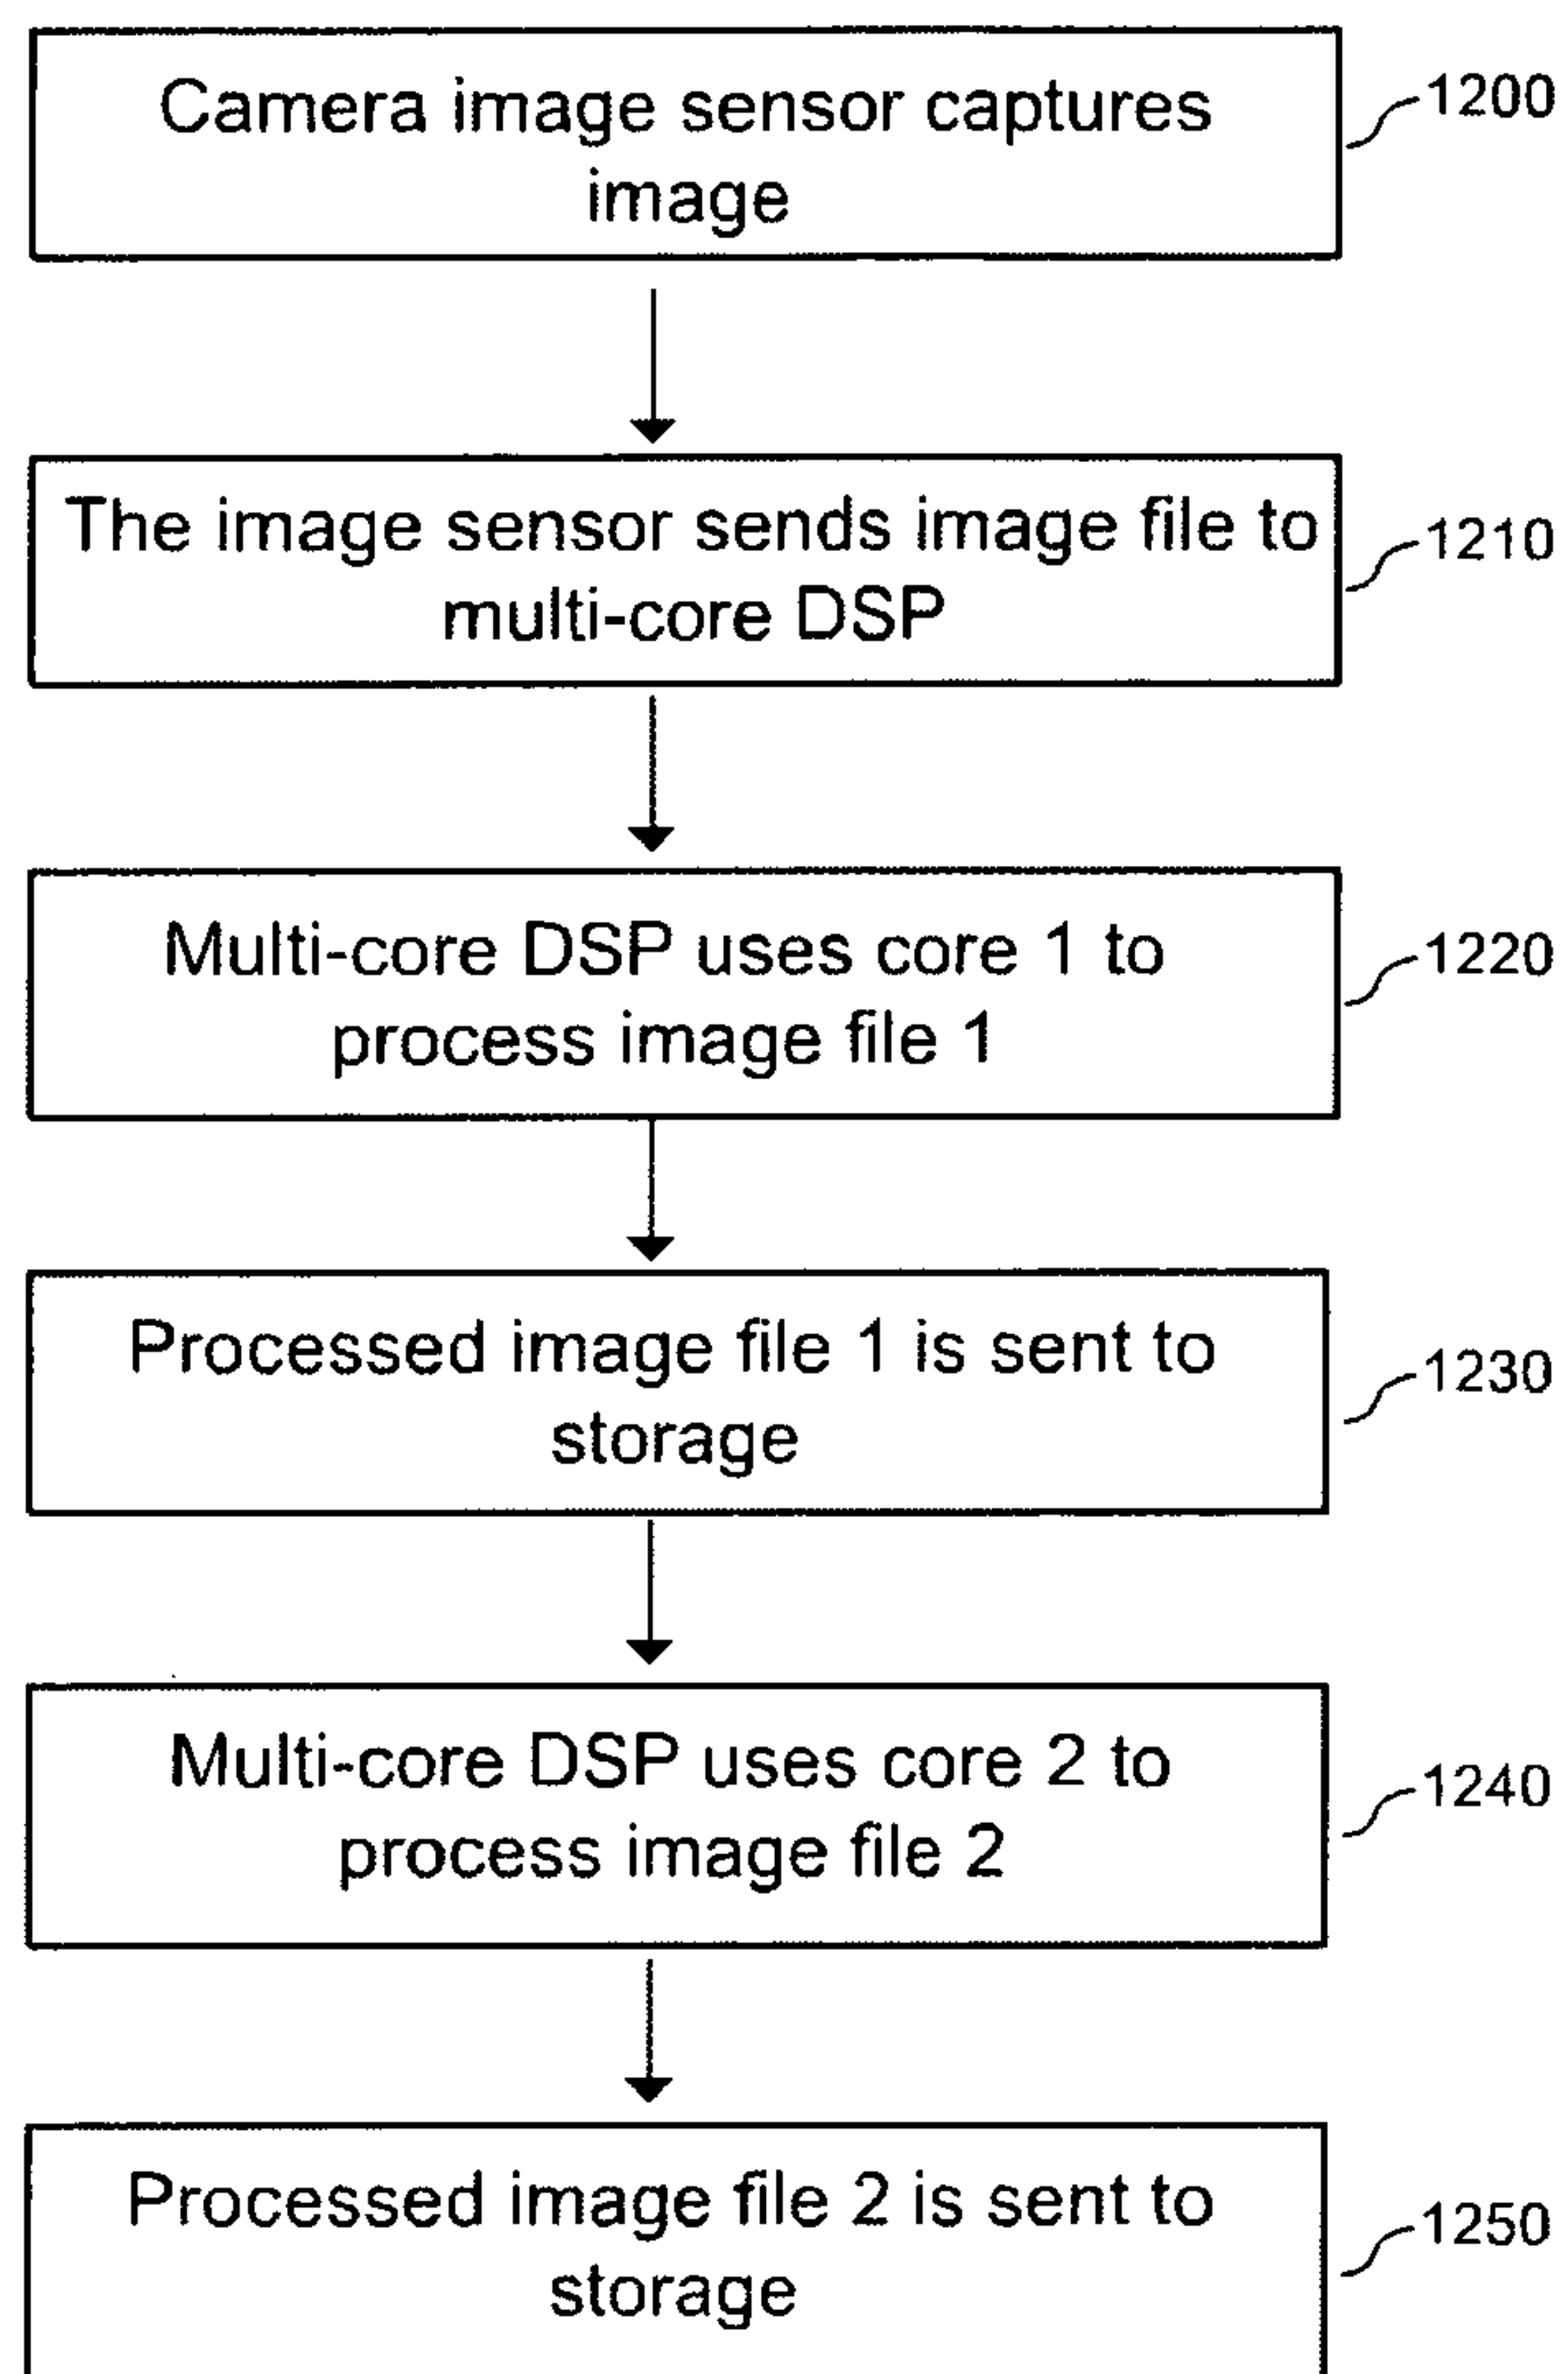 Camera image sensor captures
image
1200
The image sensor sends image file to
multi-core DSP
1210
Multi-core DSP uses core 1 to
process image file 1
1220
Processed image file 1 is sent to
storage
1230
Multi-core DSP uses core 2 to
process image file 2
1240
Processed image file 2 is sent to
storage
1250